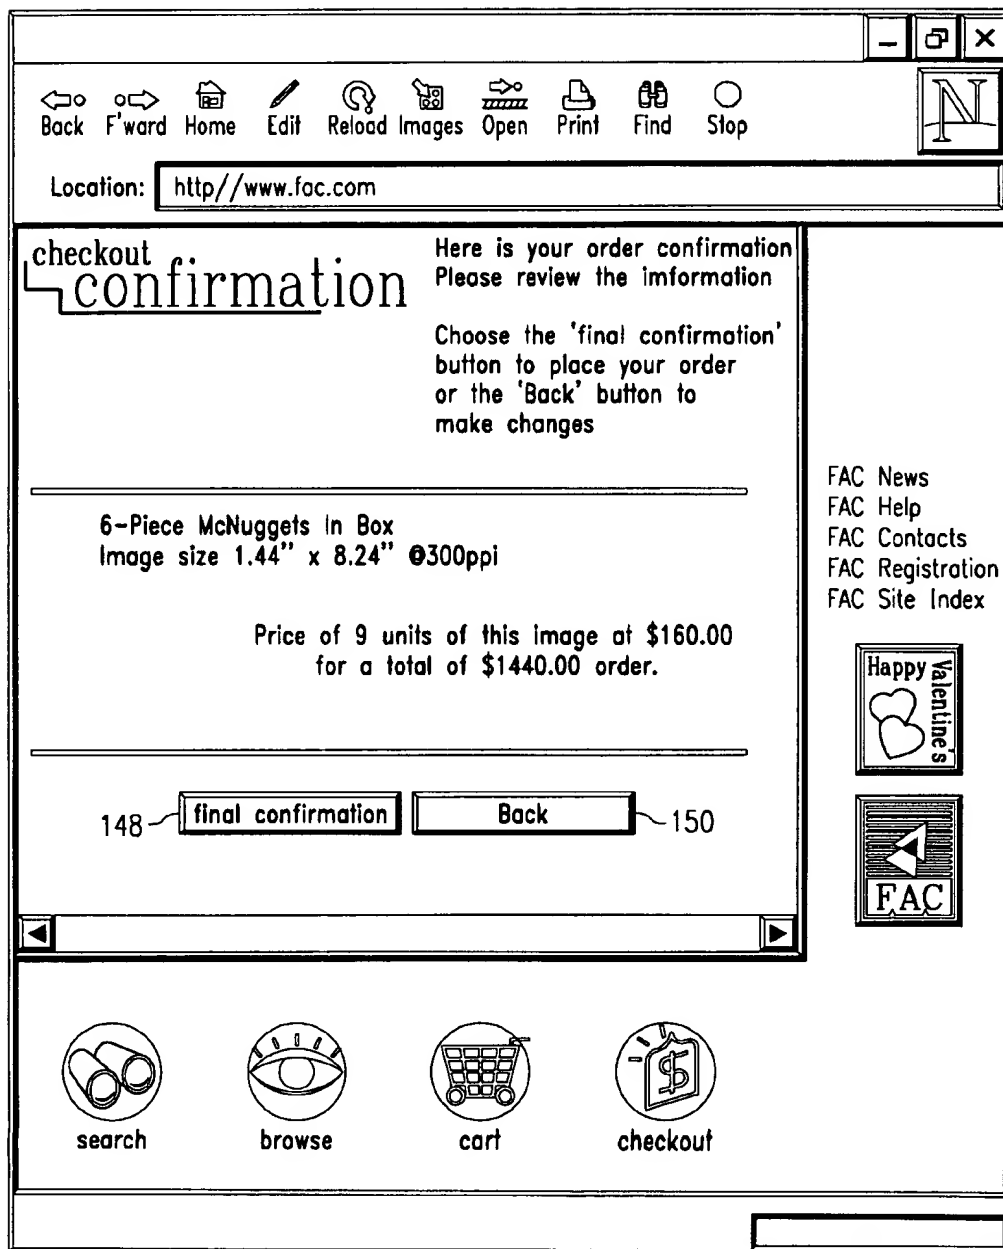 Back F'ward Home Edit Reload Images Open Print Find Stop
N
Location: http//www.fac.com
checkout
confirmation
Here is your order confirmation
Please review the imformation
Choose the 'final confirmation'
button to place your order
or the 'Back' button to
make changes
6-Piece McNuggets In Box
Image size 1.44" x 8.24" @300ppi
Price of 9 units of this image at $160.00
for a total of $1440.00 order.
148 final confirmation Back 150
FAC News
FAC Help
FAC Contacts
FAC Registration
FAC Site Index
Happy
Valentine's
FAC
$
search browse cart checkout